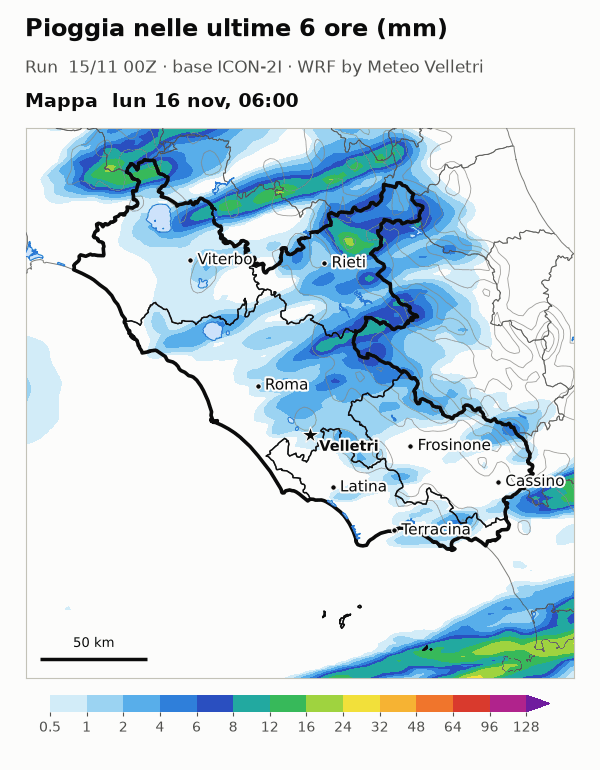 Pioggia nelle ultime 6 ore (mm)
Run 15/11 00Z · base ICON-2I · WRF by Meteo Velletri
Mappa lun 16 nov, 06:00
Viterbo
Rieti
Roma
Velletri
Frosinone
Latina
Cassino
Terracina
50 km
0.5 1 2 4 6 8 12 16 24 32 48 64 96 128